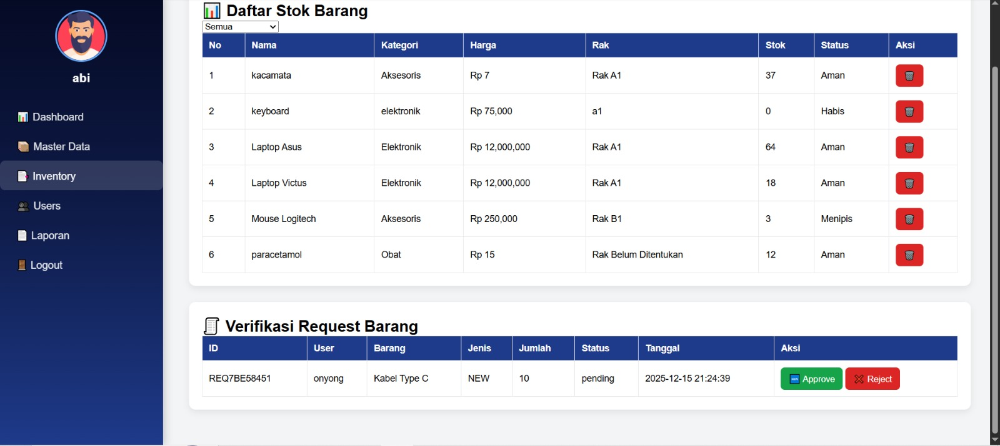 abi
Dashboard
Master Data
Inventory
Users
Laporan
Logout
Daftar Stok Barang
Semua
No Nama Kategori Harga Rak Stok Status Aksi
1 kacamata Aksesoris Rp 7 Rak A1 37 Aman
2 keyboard elektronik Rp 75,000 a1 0 Habis
3 Laptop Asus Elektronik Rp 12,000,000 Rak A1 64 Aman
4 Laptop Victus Elektronik Rp 12,000,000 Rak A1 18 Aman
5 Mouse Logitech Aksesoris Rp 250,000 Rak B1 3 Menipis
6 paracetamol Obat Rp 15 Rak Belum Ditentukan 12 Aman
Verifikasi Request Barang
ID User Barang Jenis Jumlah Status Tanggal Aksi
REQ7BE58451 onyong Kabel Type C NEW 10 pending 2025-12-15 21:24:39 NEW Approve Reject